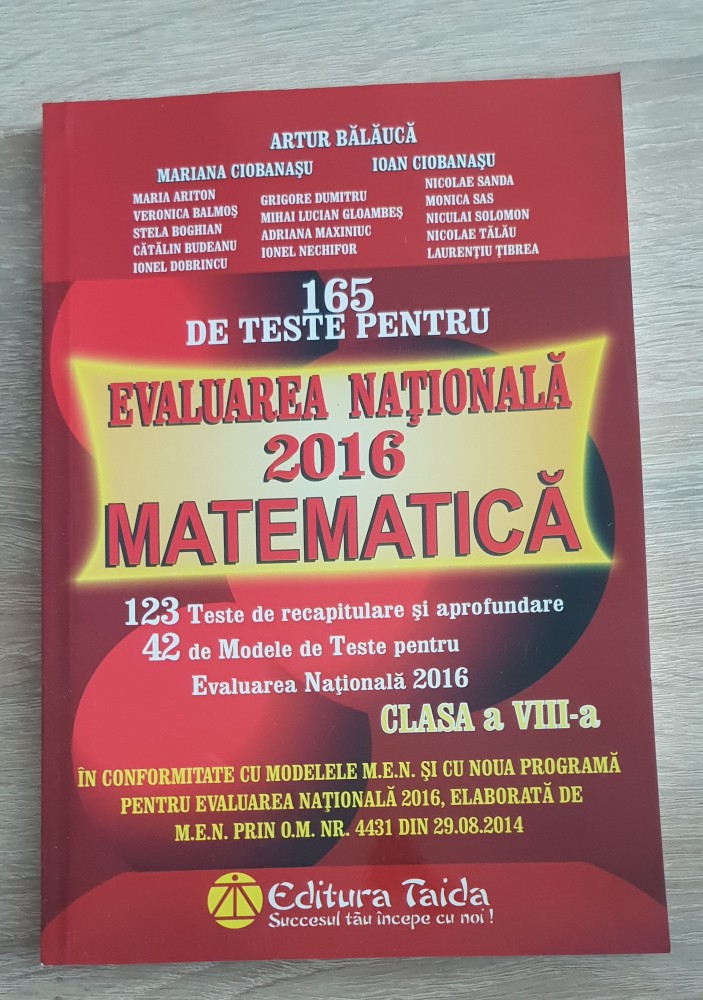 ARTUR BĂLĂUCĂ
MARIANA CIOBANAŞU IOAN CIOBANAŞU
MARIA ARITON
VERONICA BALMOŞ
STELA BOGHIAN
CĂTĂLIN BUDEANU
IONEL DOBRINCU
GRIGORE DUMITRU
MIHAI LUCIAN GLOAMBEŞ
ADRIANA MAXINIUC
IONEL NECHIFOR
NICOLAE SANDA
MONICA SAS
NICULAI SOLOMON
NICOLAE TĂLĂU
LAURENŢIU ŢIBREA
165
DE TESTE PENTRU
EVALUAREA NAŢIONALĂ
2016
MATEMATICĂ
123 Teste de recapitulare şi aprofundare
42 de Modele de Teste pentru
Evaluarea Naţională 2016
CLASA a VIII-a
ÎN CONFORMITATE CU MODELELE M.E.N. ŞI CU NOUA PROGRAMĂ
PENTRU EVALUAREA NAŢIONALĂ 2016, ELABORATĂ DE
M.E.N. PRIN O.M. NR. 4431 DIN 29.08.2014
Editura Taida
Succesul tău începe cu noi !